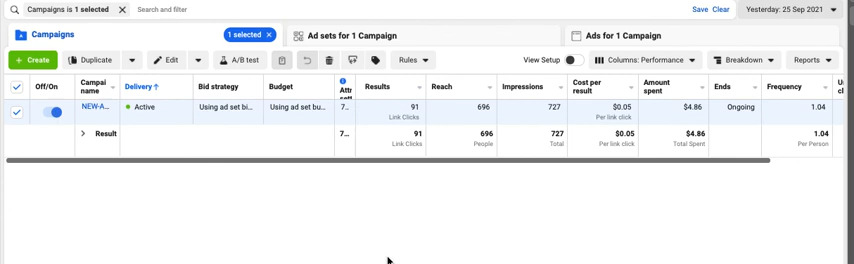 Campaigns is 1 selected Search and filter Save Clear Yesterday: 25 Sep 2021
Campaigns 1 selected Ad sets for 1 Campaign Ads for 1 Campaign
+ Create Duplicate Edit A/B test Rules View Setup Columns: Performance Breakdown Reports
Off/On Campai name Delivery ↑ Bid strategy Budget Attr Results Reach Impressions Cost per result Amount spent Ends Frequency
NEW-A... Active Using ad set bi... Using ad set bu... 7... 91 696 727 $0.05 $4.86 Ongoing 1.04
Link Clicks Per link click
Result 7... 91 696 727 $0.05 $4.86 1.04
Link Clicks People Total Per link click Total Spent Per Person